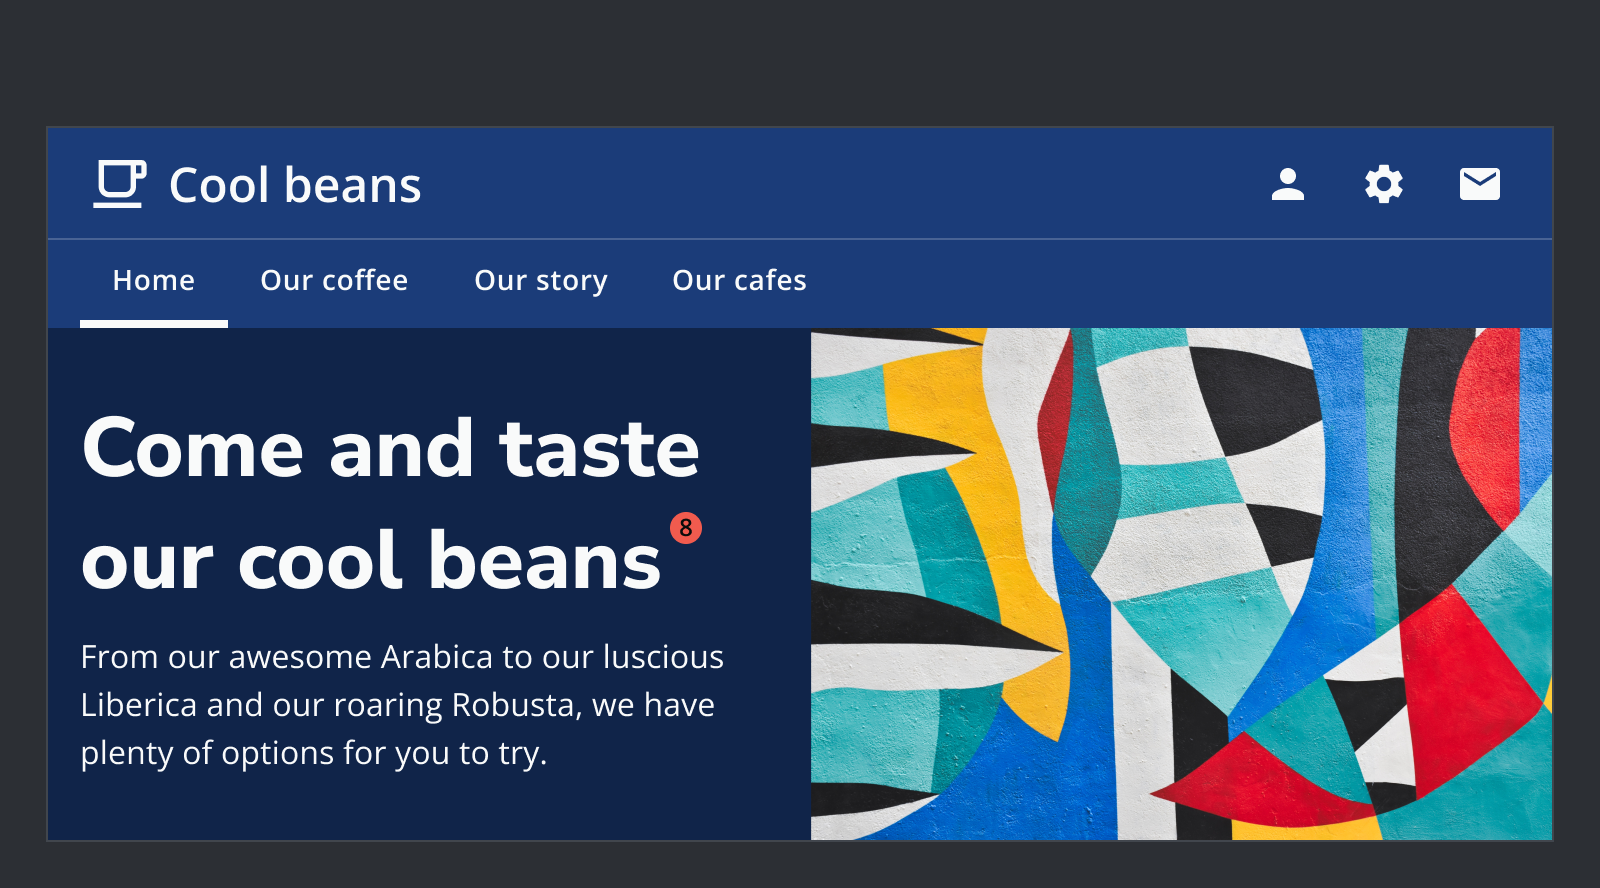 Cool beans
Home Our coffee Our story Our cafes
Come and taste
our cool beans 8
From our awesome Arabica to our luscious
Liberica and our roaring Robusta, we have
plenty of options for you to try.